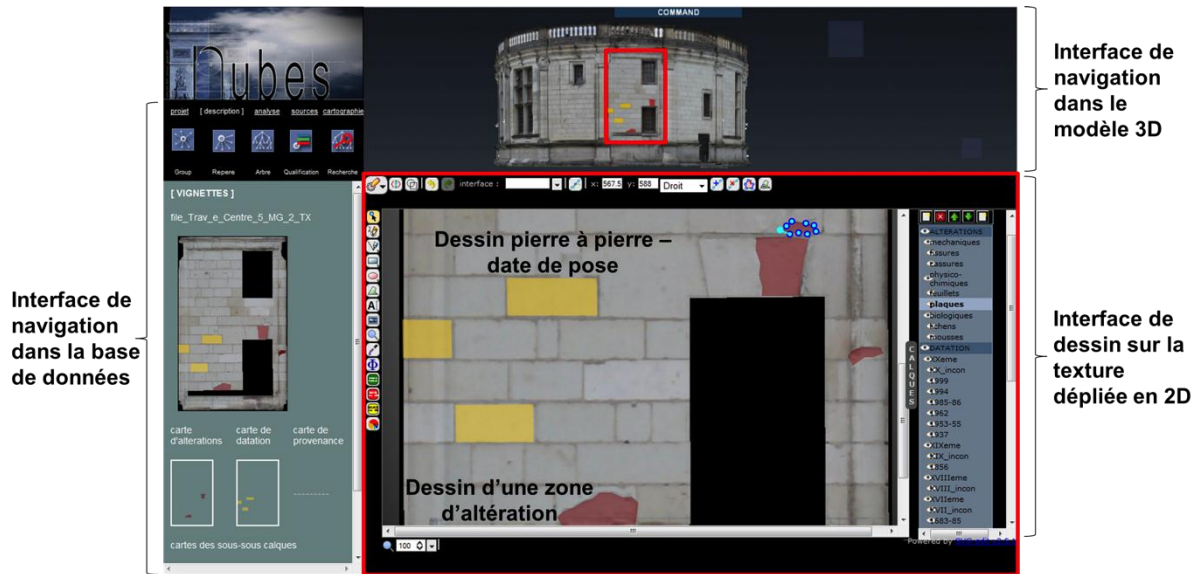 COMMAND
nubes
projet [ description ] analyse sources cartographie
Group Repere Arbre Qualification Recherche
[ VIGNETTES ]
file_Trav_e_Centre_5_MG_2_TX
carte d'alterations
carte de datation
carte de provenance
cartes des sous-sous calques
Interface de
navigation
dans la base
de données
Interface de
navigation
dans le
modèle 3D
interface :
x: 567.5 y: 588 Droit
Dessin pierre à pierre –
date de pose
Dessin d'une zone
d'altération
100
CALQUES
ALTERATIONS
mechaniques
fissures
cassures
physico-
chimiques
feuillets
plaques
biologiques
lichens
mousses
DATATION
XXeme
XX_incon
1999
1994
1985-86
1962
1953-55
1937
XIXeme
XIX_incon
1856
XVIIIeme
XVIII_incon
XVIIeme
XVII_incon
1683-85
Powered by
Interface de
dessin sur la
texture
dépliée en 2D